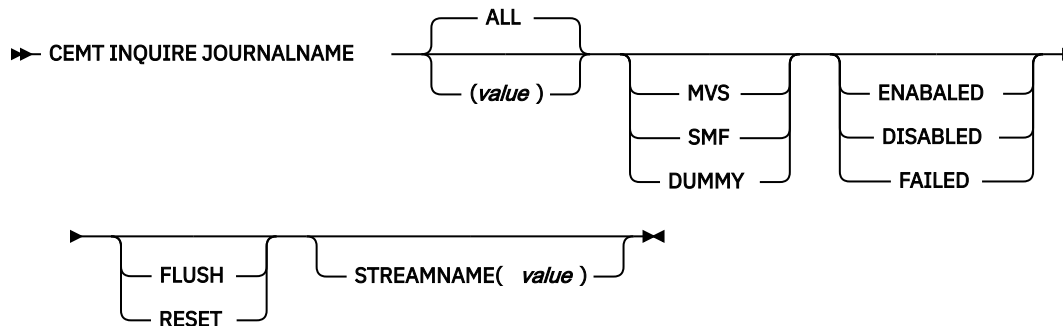 ALL
CEMT INQUIRE JOURNALNAME
(value )
MVS
ENABALED
SMF
DISABLED
DUMMY
FAILED
FLUSH
STREAMNAME( value )
RESET